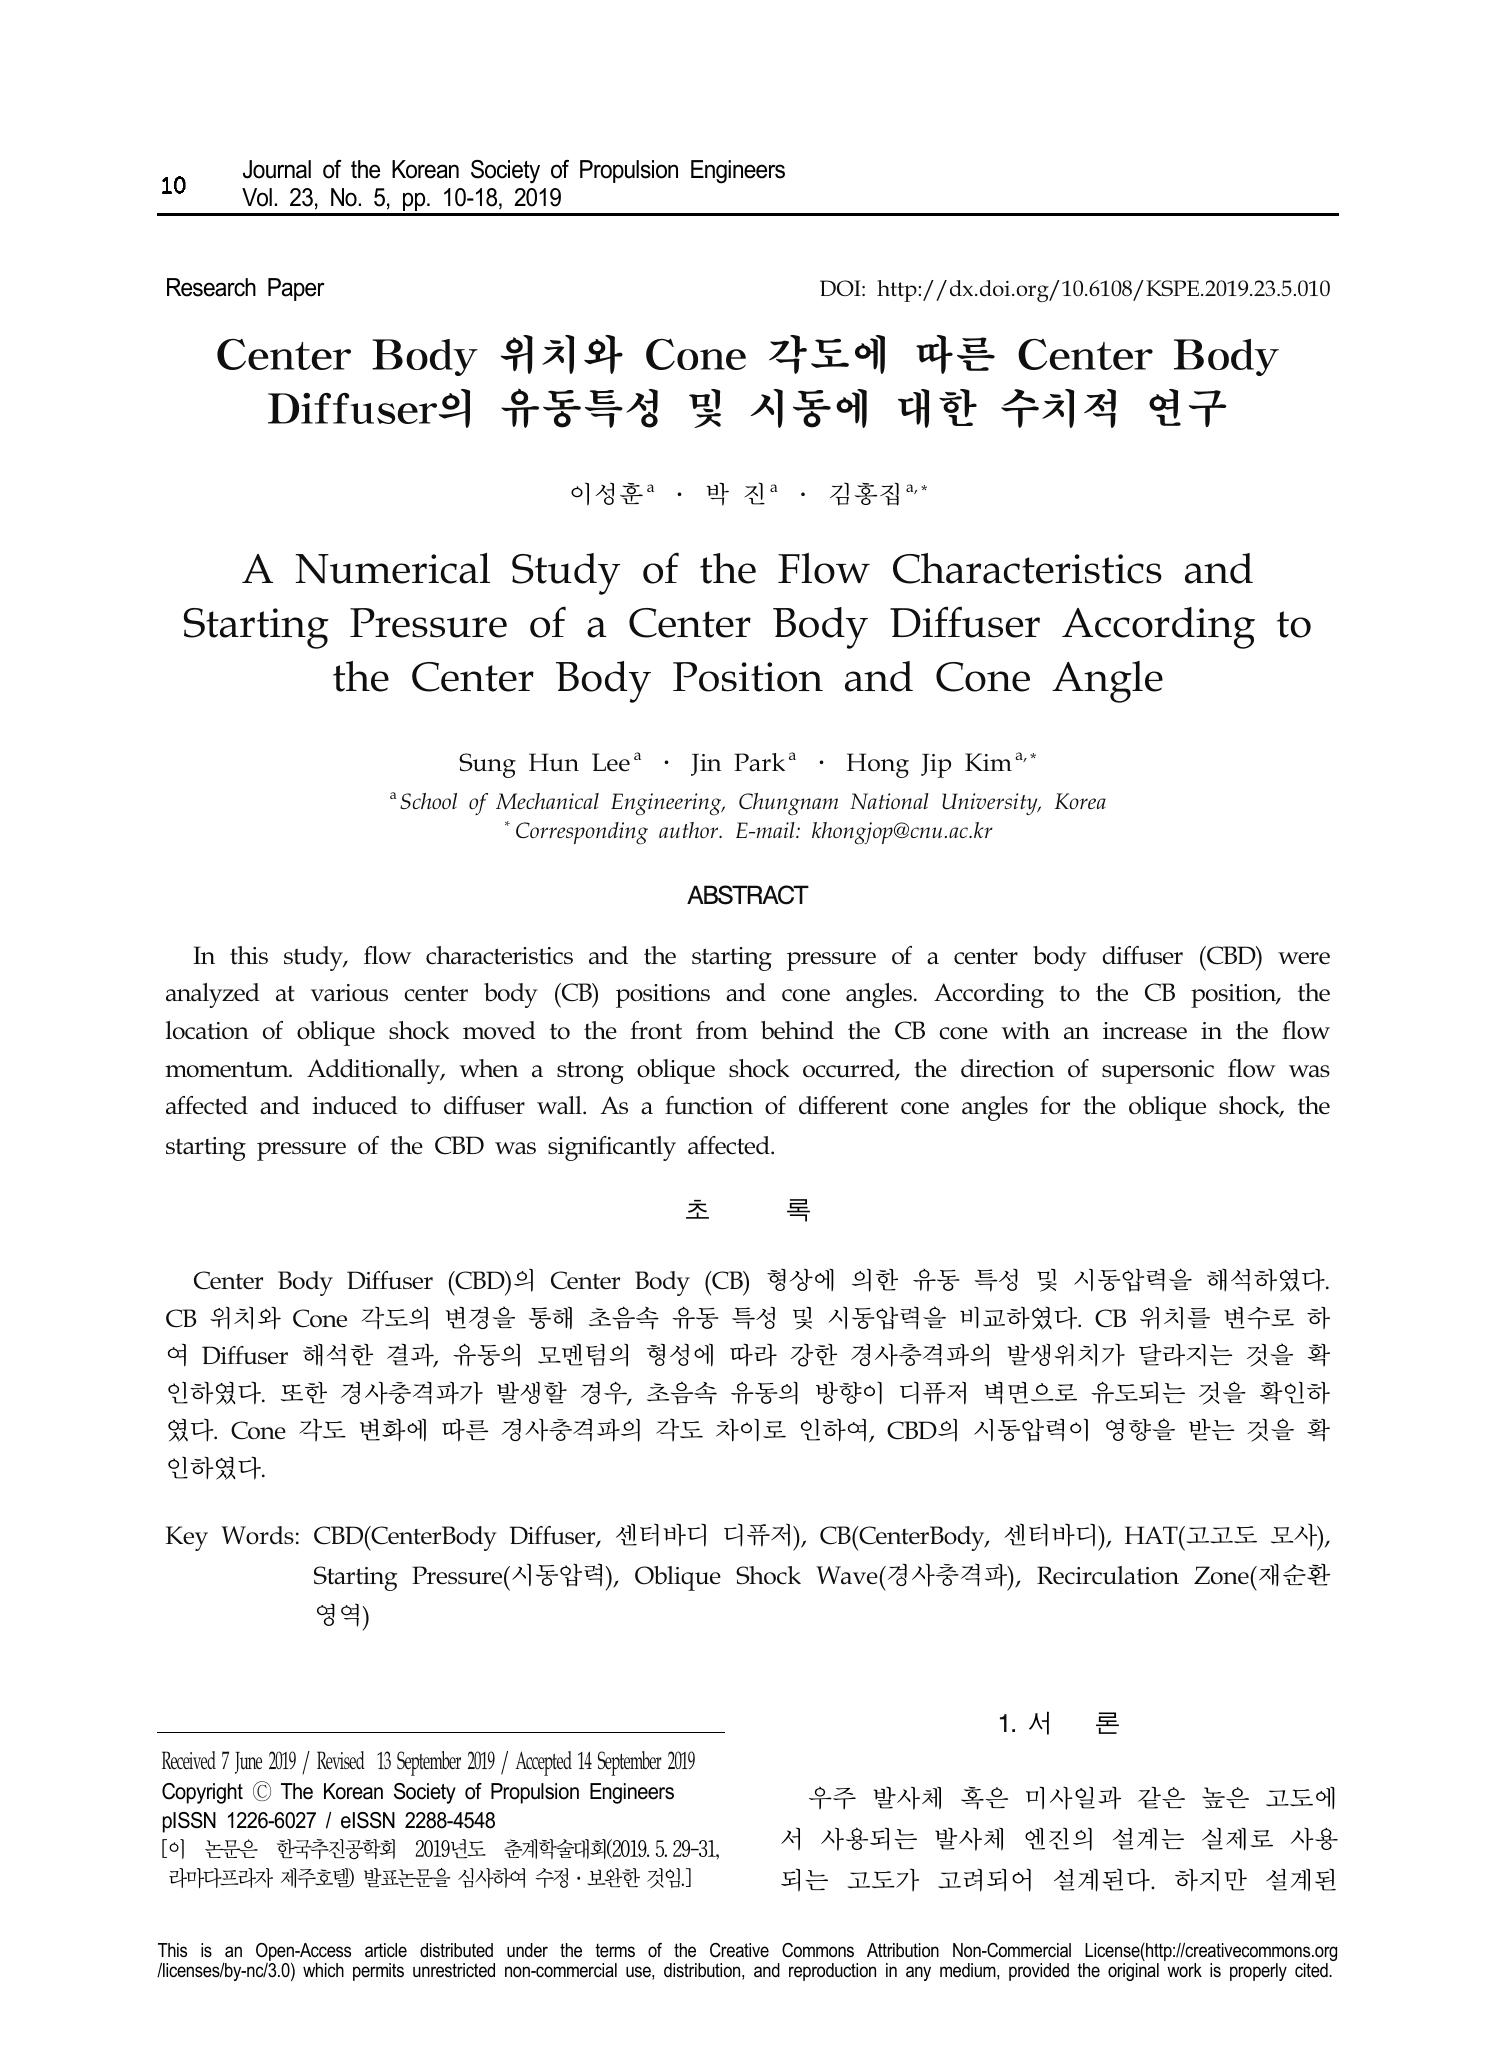 10
Journal of the Korean Society of Propulsion Engineers
Vol. 23, No. 5, pp. 10-18, 2019
Research Paper
DOI: http://dx.doi.org/10.6108/KSPE.2019.23.5.010
Center Body 위치와 Cone 각도에 따른 Center Body
Diffuser의 유동특성 및 시동에 대한 수치적 연구
이성훈ª · 박 진ª · 김홍집ª,*
A Numerical Study of the Flow Characteristics and
Starting Pressure of a Center Body Diffuser According to
the Center Body Position and Cone Angle
Sung Hun Leeª · Jin Parkª · Hong Jip Kimª,*
ªSchool of Mechanical Engineering, Chungnam National University, Korea
*Corresponding author. E-mail: khongjop@cnu.ac.kr
ABSTRACT
In this study, flow characteristics and the starting pressure of a center body diffuser (CBD) were
analyzed at various center body (CB) positions and cone angles. According to the CB position, the
location of oblique shock moved to the front from behind the CB cone with an increase in the flow
momentum. Additionally, when a strong oblique shock occurred, the direction of supersonic flow was
affected and induced to diffuser wall. As a function of different cone angles for the oblique shock, the
starting pressure of the CBD was significantly affected.
초 록
Center Body Diffuser (CBD)의 Center Body (CB) 형상에 의한 유동 특성 및 시동압력을 해석하였다.
CB 위치와 Cone 각도의 변경을 통해 초음속 유동 특성 및 시동압력을 비교하였다. CB 위치를 변수로 하
여 Diffuser 해석한 결과, 유동의 모멘텀의 형성에 따라 강한 경사충격파의 발생위치가 달라지는 것을 확
인하였다. 또한 경사충격파가 발생할 경우, 초음속 유동의 방향이 디퓨저 벽면으로 유도되는 것을 확인하
였다. Cone 각도 변화에 따른 경사충격파의 각도 차이로 인하여, CBD의 시동압력이 영향을 받는 것을 확
인하였다.
Key Words: CBD(CenterBody Diffuser, 센터바디 디퓨저), CB(CenterBody, 센터바디), HAT(고고도 모사),
Starting Pressure(시동압력), Oblique Shock Wave(경사충격파), Recirculation Zone(재순환
영역)
Received 7 June 2019 / Revised 13 September 2019 / Accepted 14 September 2019
Copyright Ⓒ The Korean Society of Propulsion Engineers
pISSN 1226-6027 / eISSN 2288-4548
[이 논문은 한국추진공학회 2019년도 춘계학술대회(2019. 5. 29-31,
라마다프라자 제주호텔) 발표논문을 심사하여 수정·보완한 것임.]
1. 서 론
우주 발사체 혹은 미사일과 같은 높은 고도에
서 사용되는 발사체 엔진의 설계는 실제로 사용
되는 고도가 고려되어 설계된다. 하지만 설계된
This is an Open-Access article distributed under the terms of the Creative Commons Attribution Non-Commercial License(http://creativecommons.org
/licenses/by-nc/3.0) which permits unrestricted non-commercial use, distribution, and reproduction in any medium, provided the original work is properly cited.